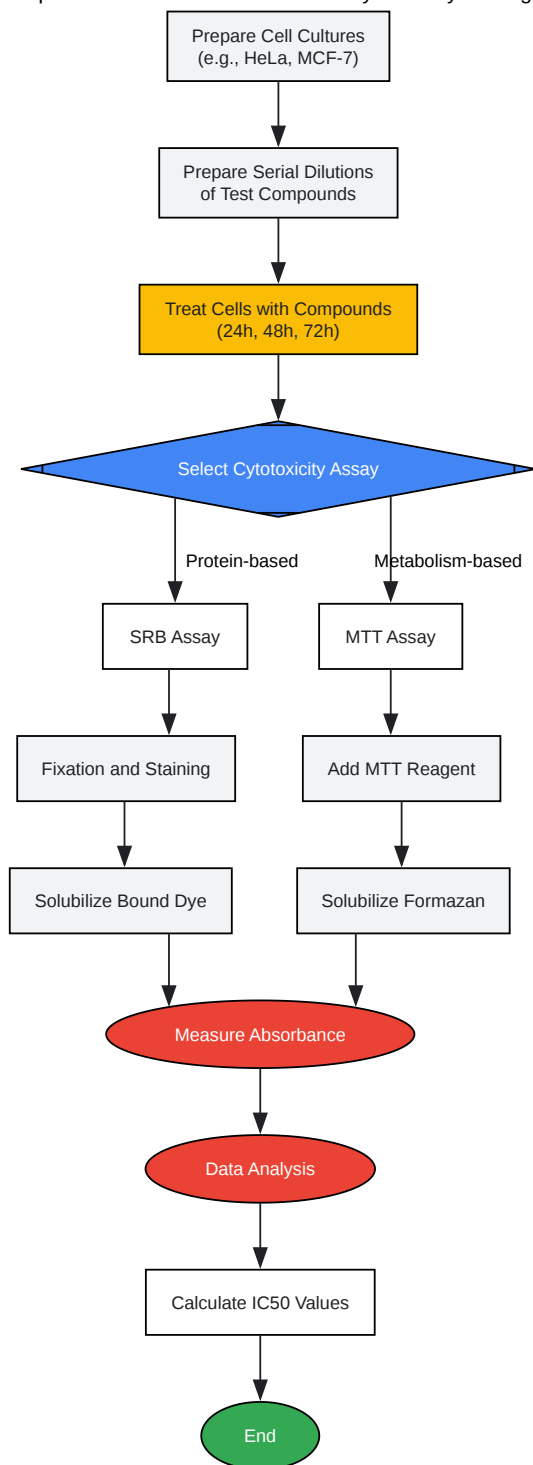 Prepare Cell Cultures
(e.g., HeLa, MCF-7)
Prepare Serial Dilutions
of Test Compounds
Treat Cells with Compounds
(24h, 48h, 72h)
Select Cytotoxicity Assay
Protein-based
Metabolism-based
SRB Assay
MTT Assay
Fixation and Staining
Add MTT Reagent
Solubilize Bound Dye
Solubilize Formazan
Measure Absorbance
Data Analysis
Calculate IC50 Values
End